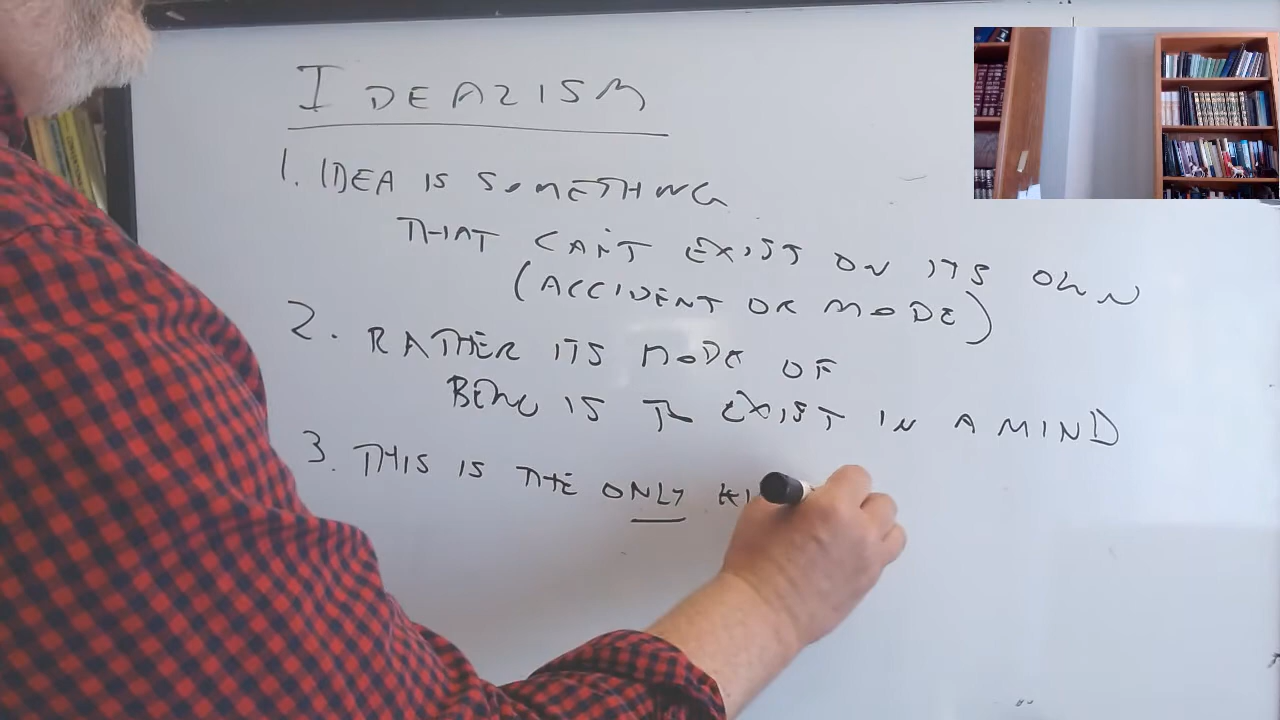 IDEALISM
1. IDEA IS SOMETHING
THAT CAN'T EXIST ON ITS OWN
(ACCIDENT OR MODE)
2. RATHER ITS MODE OF
BEING IS TO EXIST IN A MIND
3. THIS IS THE ONLY KI